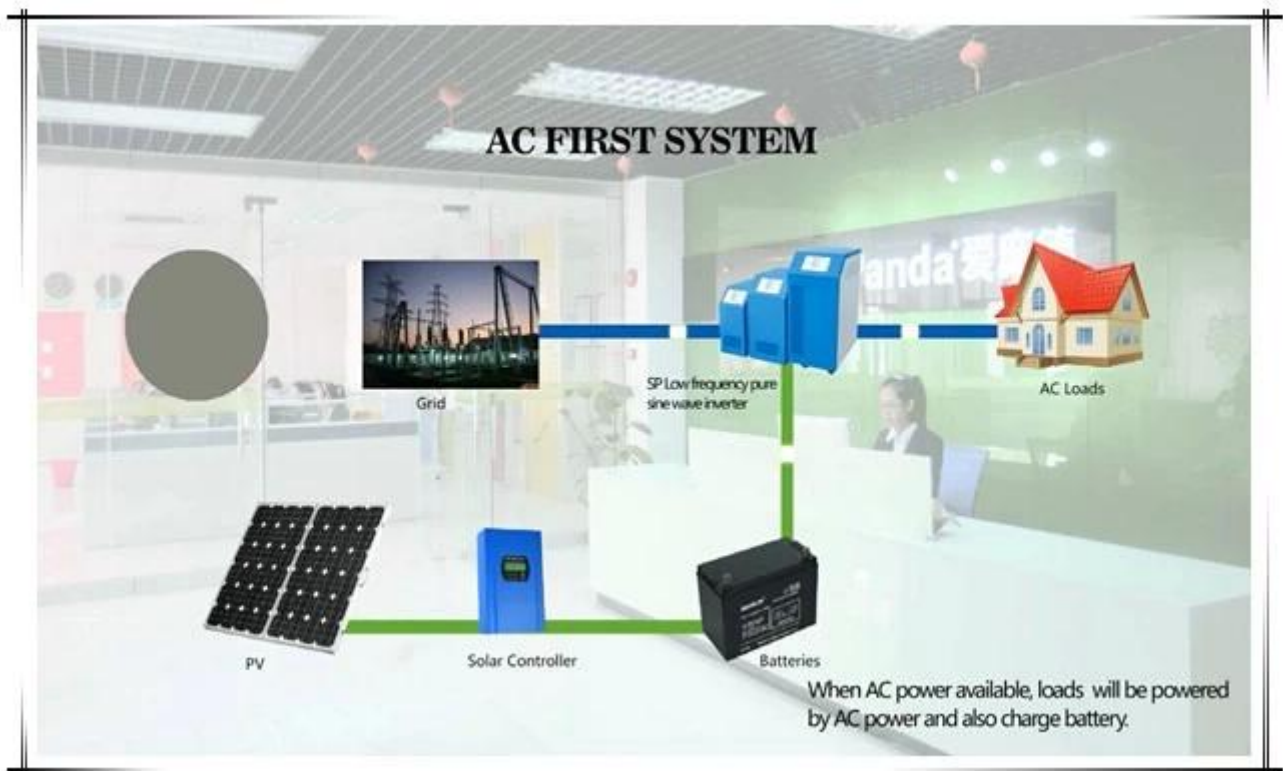 AC FIRST SYSTEM
Grid
SP Low frequency pure
sine wave inverter
AC Loads
PV
Solar Controller
Batteries
When AC power available, loads will be powered
by AC power and also charge battery.